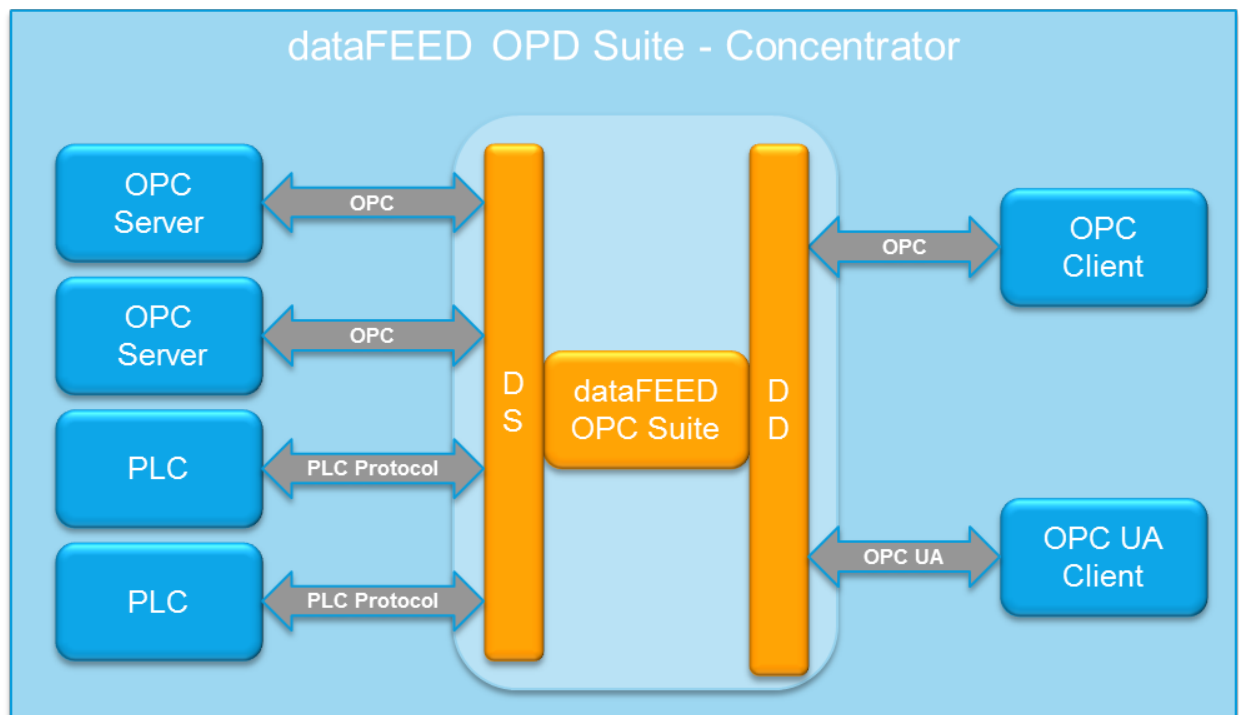 dataFEED OPD Suite - Concentrator
OPC
Server
OPC
OPC
Server
OPC
PLC
PLC Protocol
PLC
PLC Protocol
D
S
dataFEED
OPC Suite
D
D
OPC
OPC
Client
OPC UA
OPC UA
Client